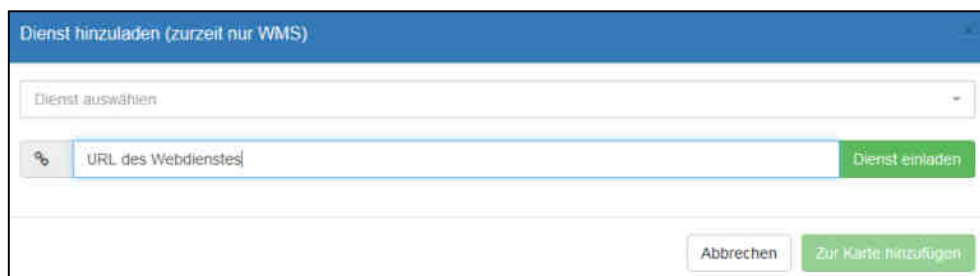 Dienst hinzuladen (zurzeit nur WMS)
Dienst auswählen
URL des Webdienstes
Dienst einladen
Abbrechen
Zur Karte hinzufügen